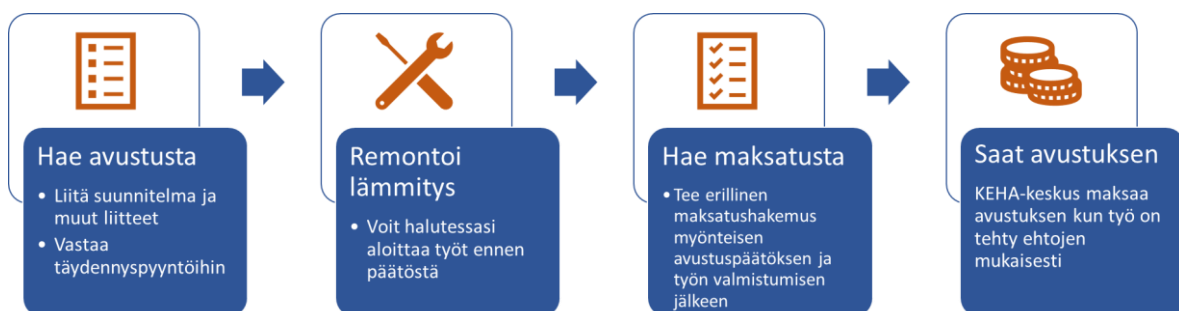 Hae avustusta
• Liitä suunnitelma ja
muut liitteet
• Vastaa
täydennyspyyntöihin
Remontoi
lämmitys
• Voit halutessasi
aloittaa työt ennen
päätöstä
Hae maksatusta
• Tee erillinen
maksatushakemus
myönteisen
avustuspäätöksen ja
työn valmistumisen
jälkeen
Saat avustuksen
KEHA-keskus maksaa
avustuksen kun työ on
tehty ehtojen
mukaisesti